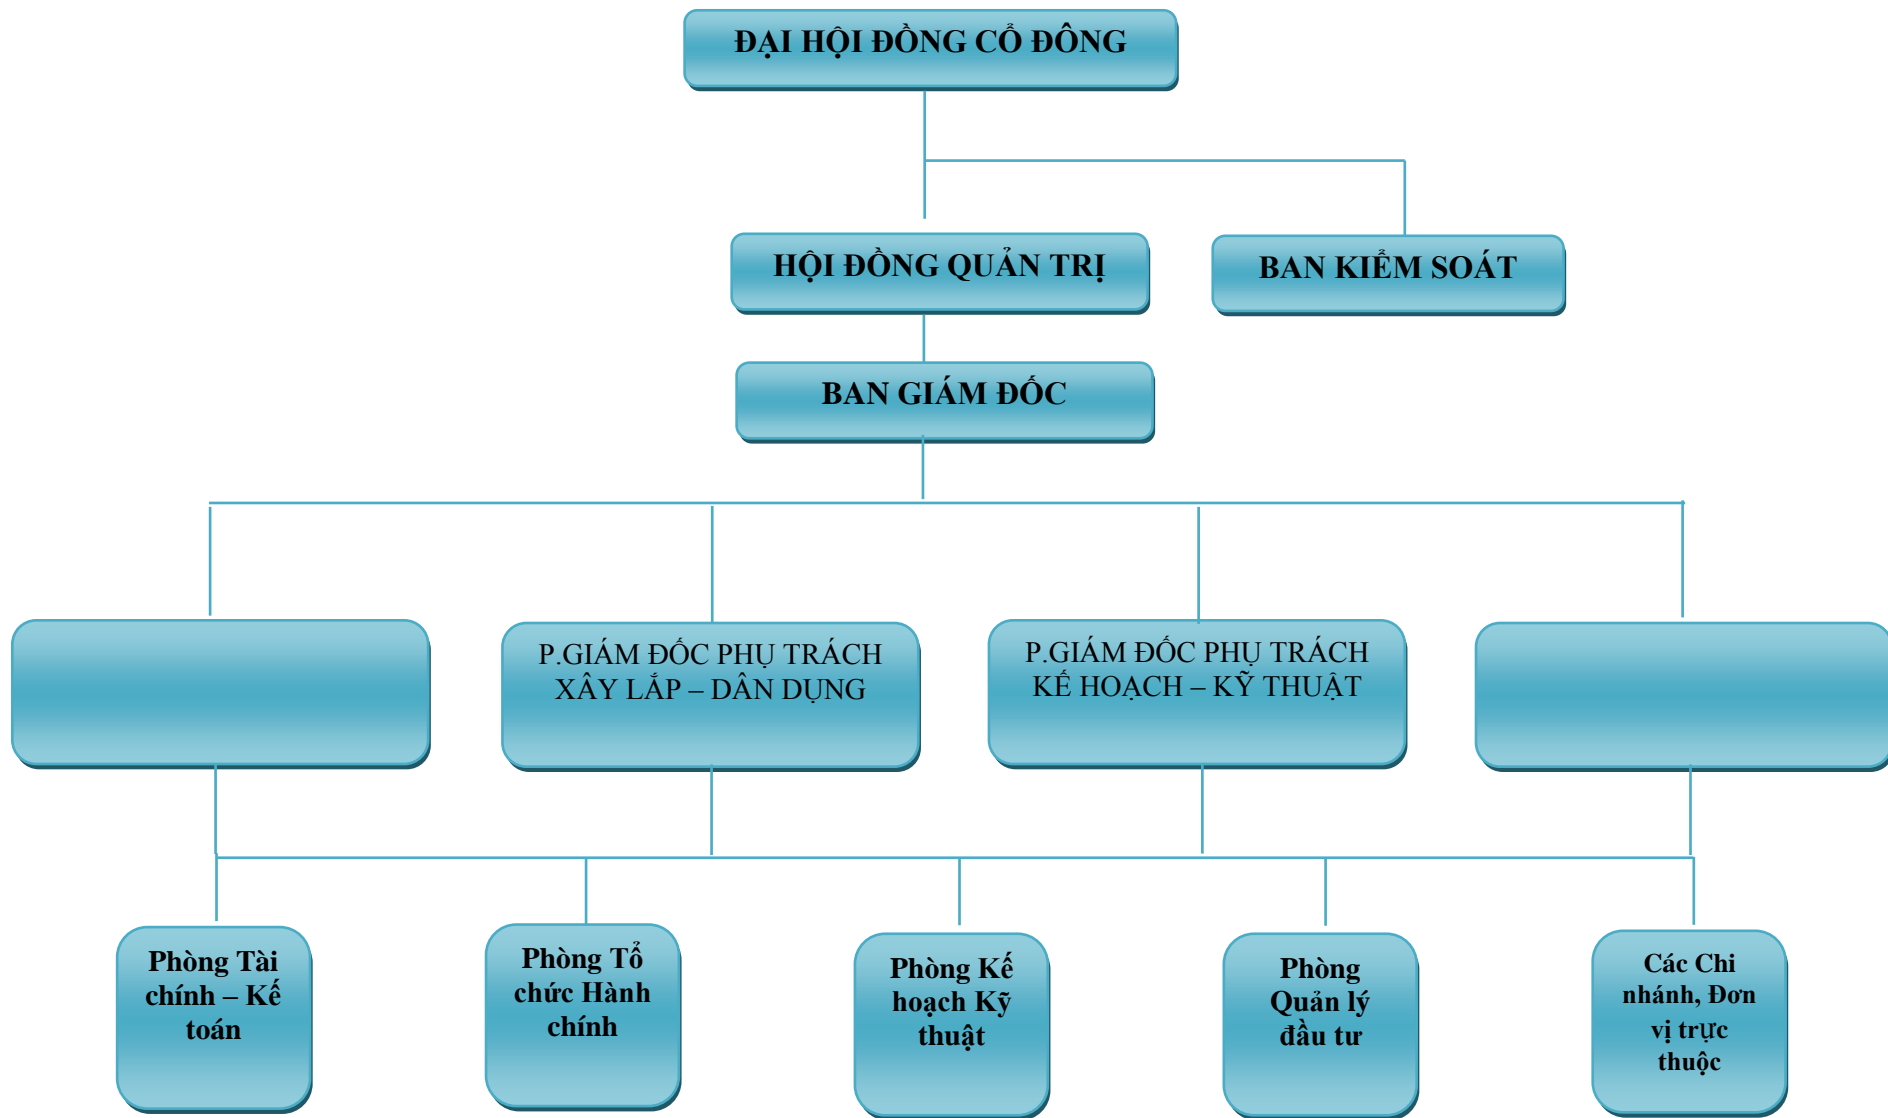 ĐẠI HỘI ĐỒNG CỔ ĐÔNG
HỘI ĐỒNG QUẢN TRỊ
BAN KIỂM SOÁT
BAN GIÁM ĐỐC
P.GIÁM ĐỐC PHỤ TRÁCH
XÂY LẮP – DÂN DỤNG
P.GIÁM ĐỐC PHỤ TRÁCH
KẾ HOẠCH – KỸ THUẬT
Phòng Tài
chính – Kế
toán
Phòng Tổ
chức Hành
chính
Phòng Kế
hoạch Kỹ
thuật
Phòng
Quản lý
đầu tư
Các Chi
nhánh, Đơn
vị trực
thuộc